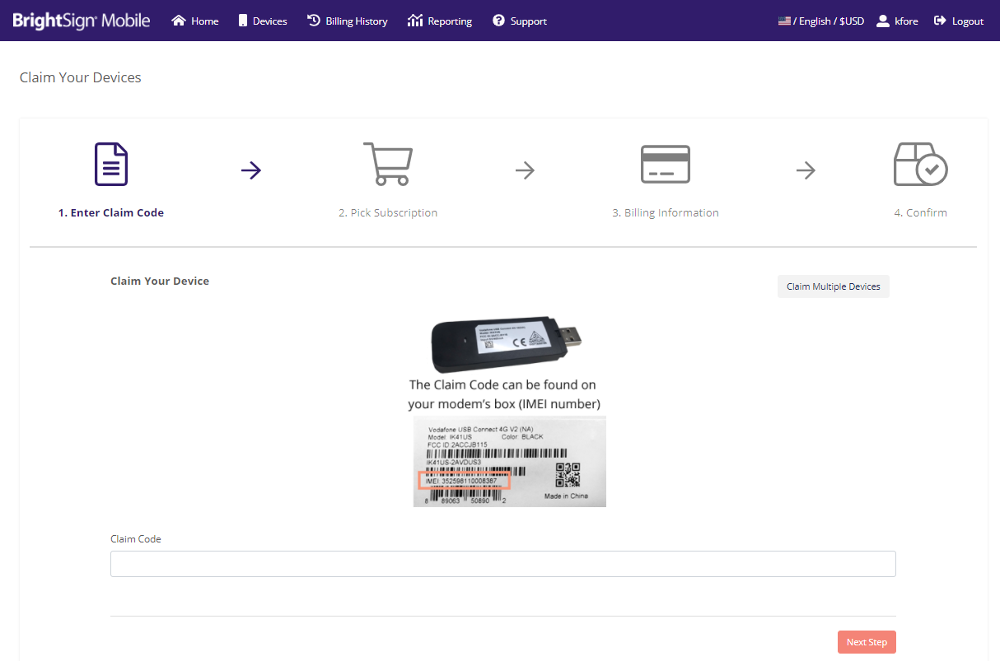 BrightSign® Mobile Home Devices Billing History Reporting Support / English / $USD kfore Logout
Claim Your Devices
1. Enter Claim Code 2. Pick Subscription 3. Billing Information 4. Confirm
Claim Your Device
Claim Multiple Devices
The Claim Code can be found on
your modem's box (IMEI number)
Vodafone USB Connect 4G V2 (NA)
Model: IK41US Color: BLACK
FCC ID 2ACCJB115
IK41US-2AVDUS3
IMEI: 352598110008387
8 89063 50890 2
Made in China
Claim Code
Next Step